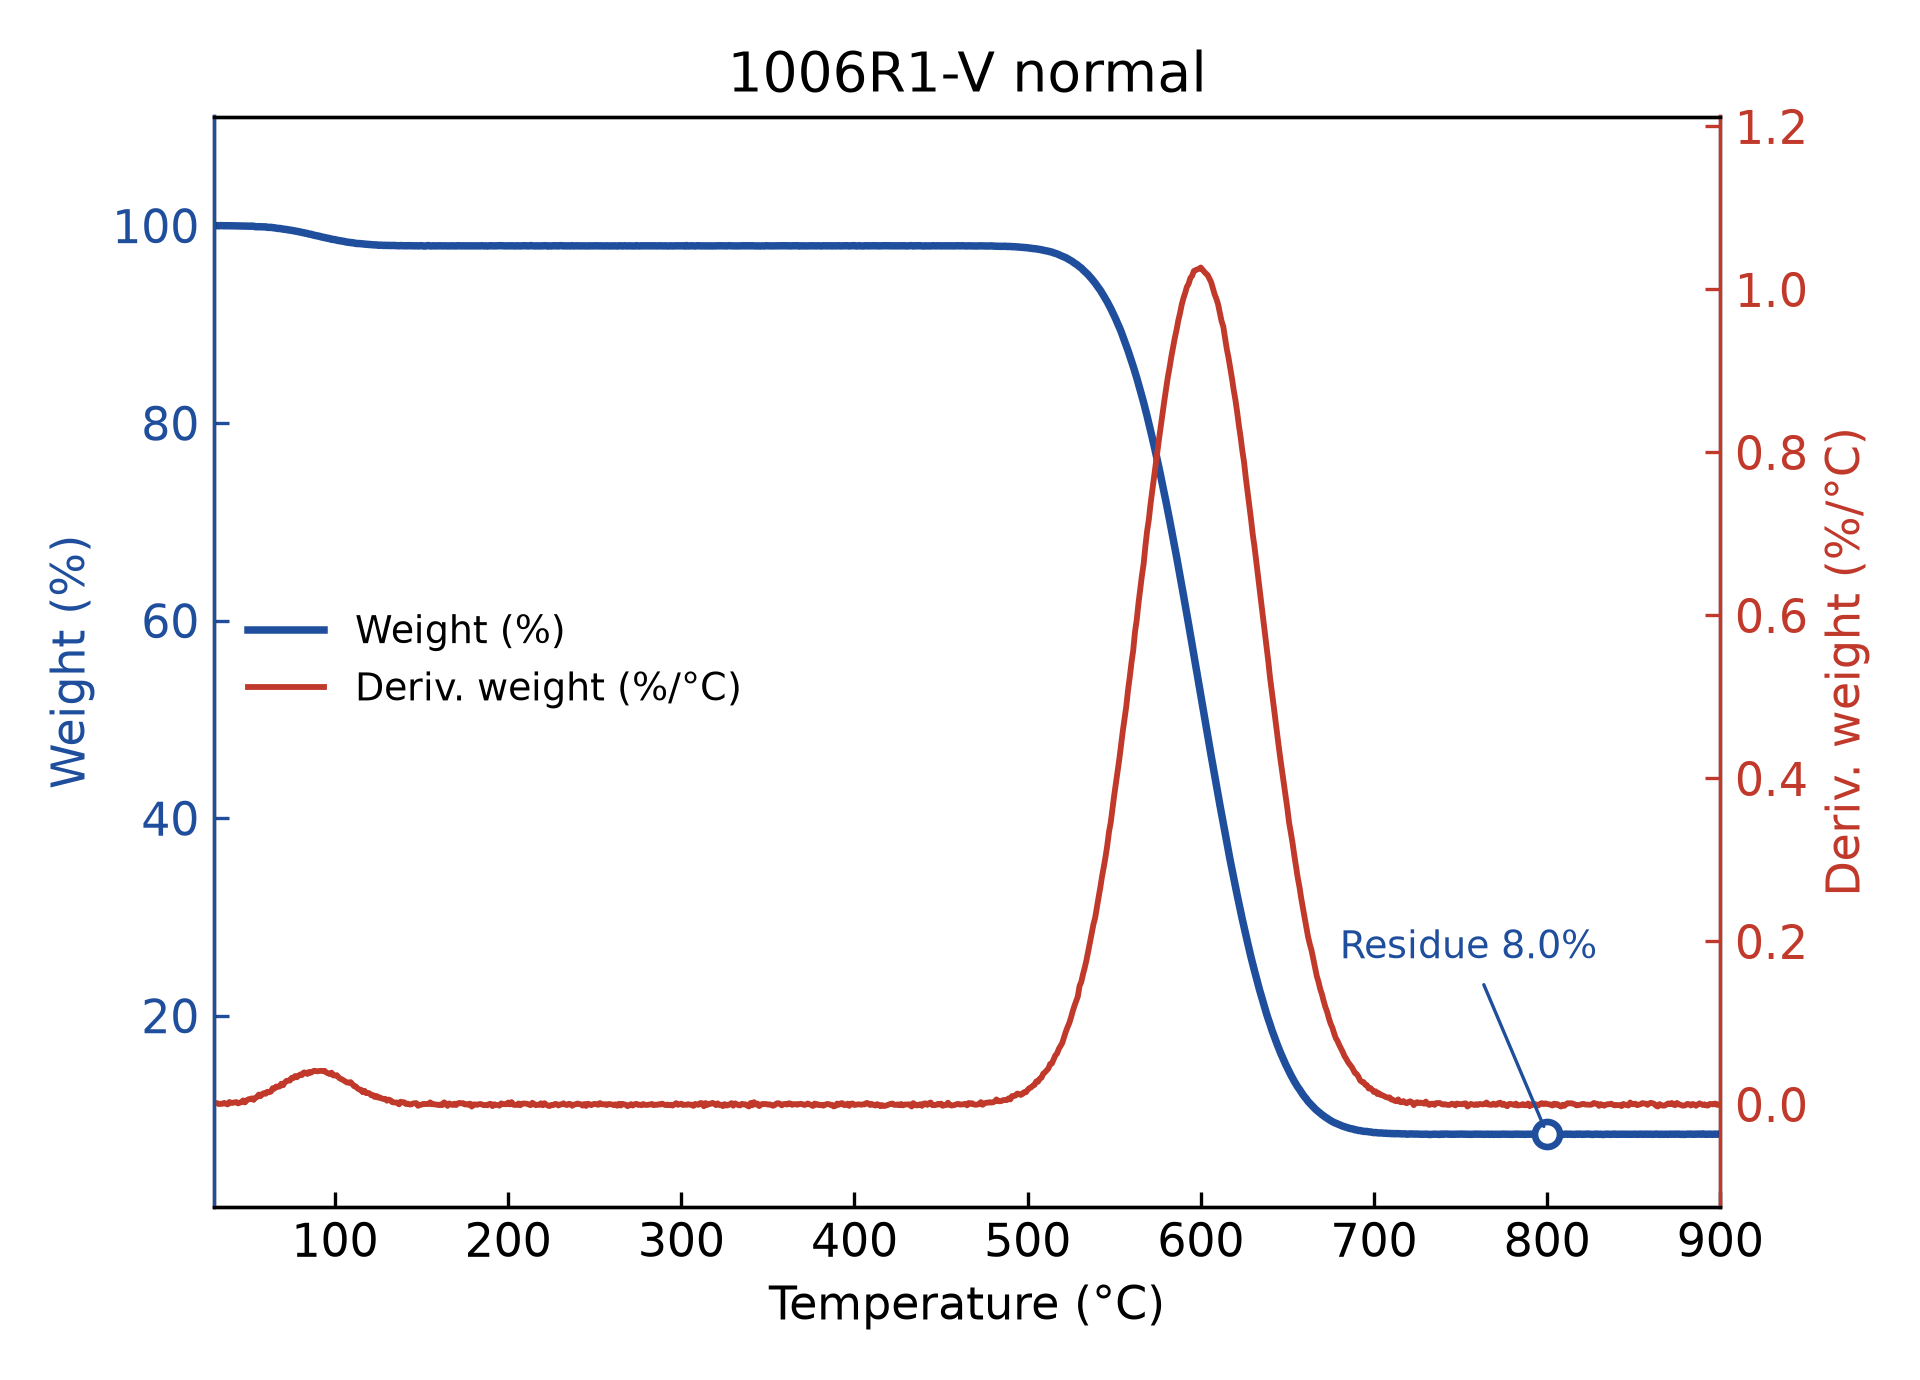 1006R1-V normal
1.2
100
1.0
80
0.8
Weight (%)
60
Weight (%)
0.6
Deriv. weight (%/°C)
Deriv. weight (%/°C)
40
0.4
Residue 8.0%
0.2
20
0.0
100 200 300 400 500 600 700 800 900
Temperature (°C)